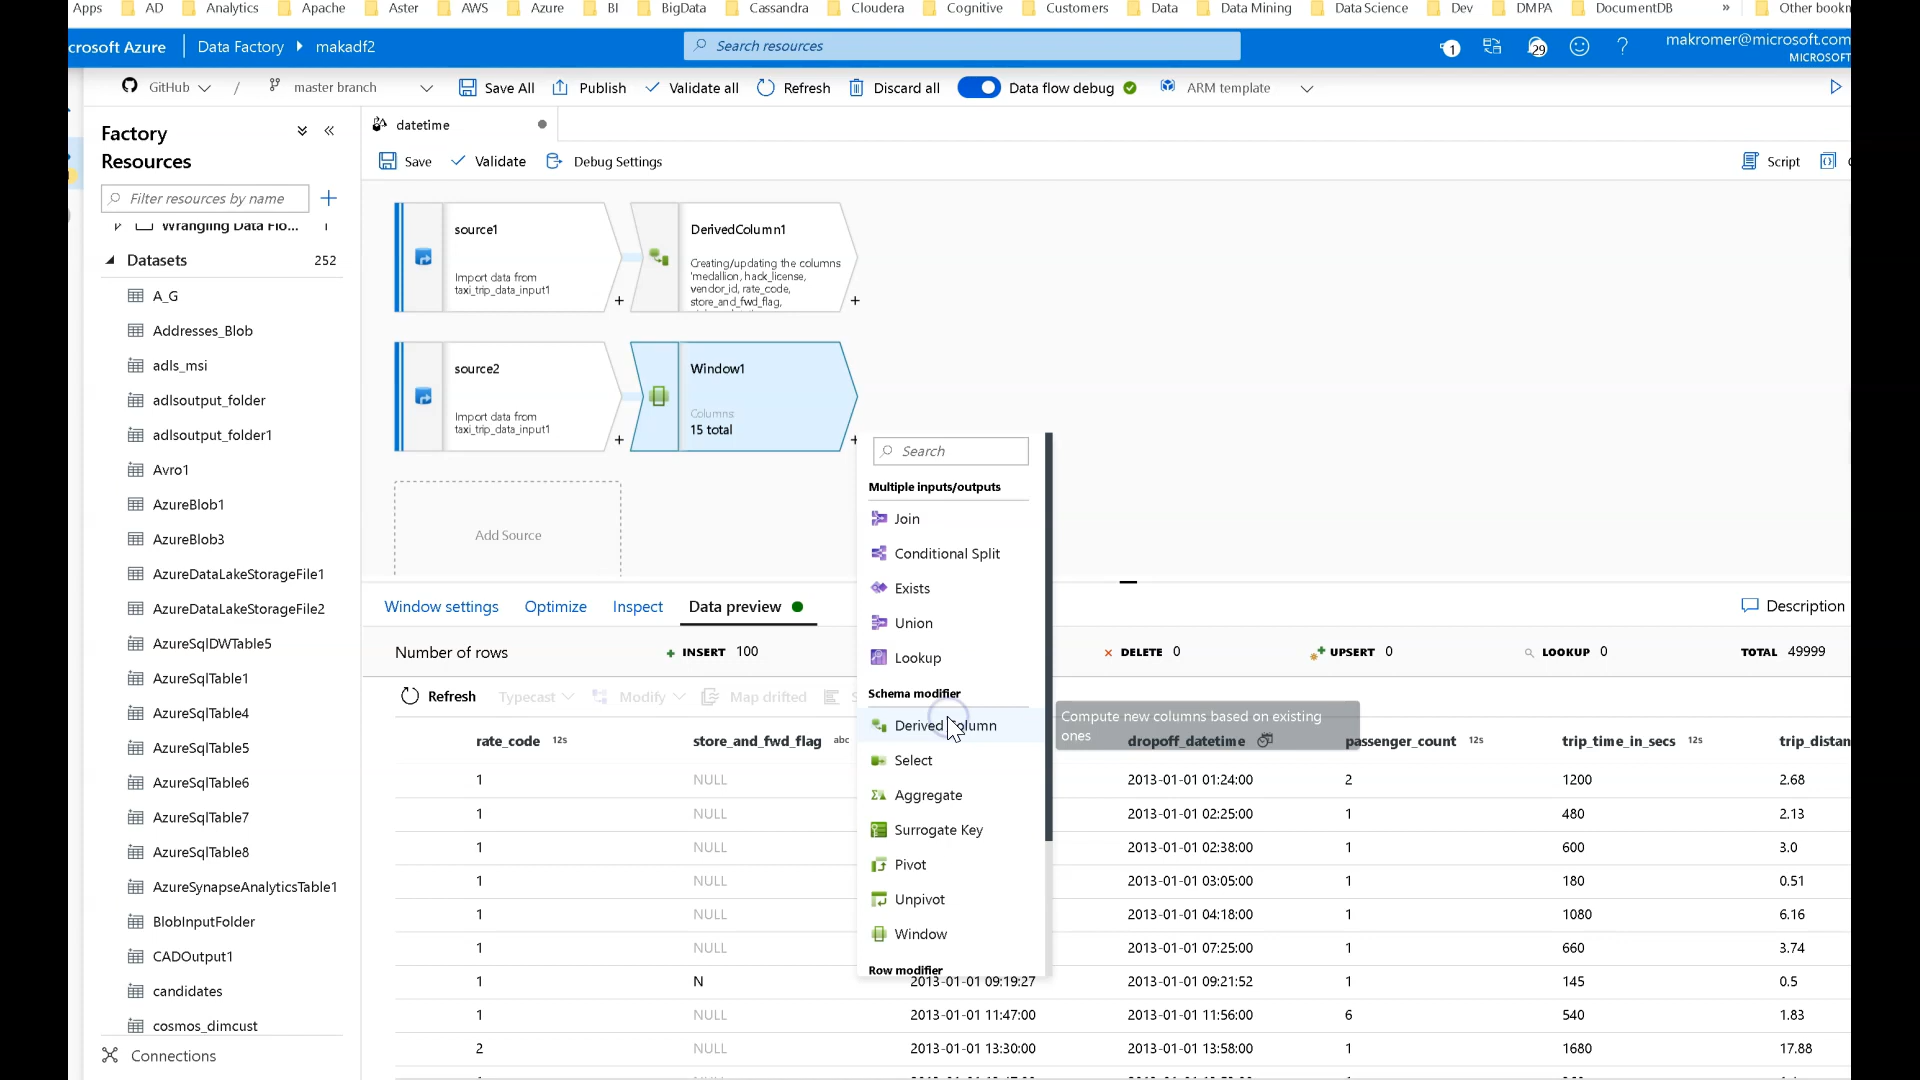 Apps AD Analytics Apache Aster AWS Azure BI BigData Cassandra Cloudera Cognitive Customers Data Data Mining Data Science Dev DMPA DocumentDB » Other bookn
crosoft Azure Data Factory makadf2 Search resources 1 29 ? makromer@microsoft.com
MICROSOFT
GitHub / master branch Save All Publish Validate all Refresh Discard all Data flow debug ARM template
Factory Resources
datetime
Save Validate Debug Settings Script
Filter resources by name
Wrangling Data Flo... 1
Datasets 252
A_G
Addresses_Blob
adls_msi
adlsoutput_folder
adlsoutput_folder1
Avro1
AzureBlob1
AzureBlob3
AzureDataLakeStorageFile1
AzureDataLakeStorageFile2
AzureSqlDWTable5
AzureSqlTable1
AzureSqlTable4
AzureSqlTable5
AzureSqlTable6
AzureSqlTable7
AzureSqlTable8
AzureSynapseAnalyticsTable1
BlobInputFolder
CADOutput1
candidates
cosmos_dimcust
Connections
source1
Import data from
taxi_trip_data_input1
+
DerivedColumn1
Creating/updating the columns
'medallion, hack_license,
vendor_id, rate_code,
store_and_fwd_flag,
+
source2
Import data from
taxi_trip_data_input1
+
Window1
Columns:
15 total
+
Add Source
Search
Multiple inputs/outputs
Join
Conditional Split
Exists
Union
Lookup
Schema modifier
Derived Column
Select
Aggregate
Surrogate Key
Pivot
Unpivot
Window
Row modifier
Compute new columns based on existing
ones
Window settings Optimize Inspect Data preview Description
Number of rows INSERT 100 DELETE 0 UPSERT 0 LOOKUP 0 TOTAL 49999
Refresh Typecast Modify Map drifted S
rate_code 12s store_and_fwd_flag abc dropoff_datetime passenger_count 12s trip_time_in_secs 12s trip_distan
1 NULL 2013-01-01 01:24:00 2 1200 2.68
1 NULL 2013-01-01 02:25:00 1 480 2.13
1 NULL 2013-01-01 02:38:00 1 600 3.0
1 NULL 2013-01-01 03:05:00 1 180 0.51
1 NULL 2013-01-01 04:18:00 1 1080 6.16
1 NULL 2013-01-01 07:25:00 1 660 3.74
1 N 2013-01-01 09:19:27 2013-01-01 09:21:52 1 145 0.5
1 NULL 2013-01-01 11:47:00 2013-01-01 11:56:00 6 540 1.83
2 NULL 2013-01-01 13:30:00 2013-01-01 13:58:00 1 1680 17.88